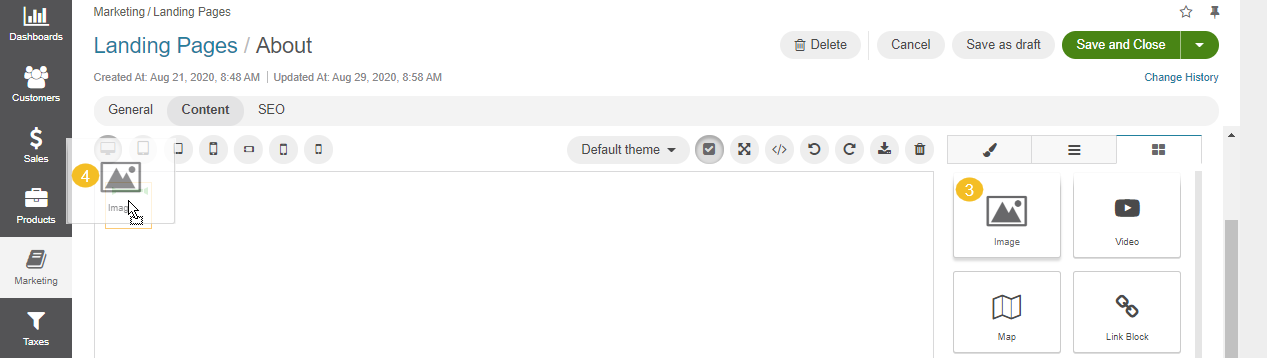 Dashboards
Customers
Sales
Products
Marketing
Taxes
Marketing / Landing Pages
Landing Pages / About
Delete
Cancel
Save as draft
Save and Close
Created At: Aug 21, 2020, 8:48 AM | Updated At: Aug 29, 2020, 8:58 AM
Change History
General
Content
SEO
Default theme
4
3
Image
Video
Map
Link Block